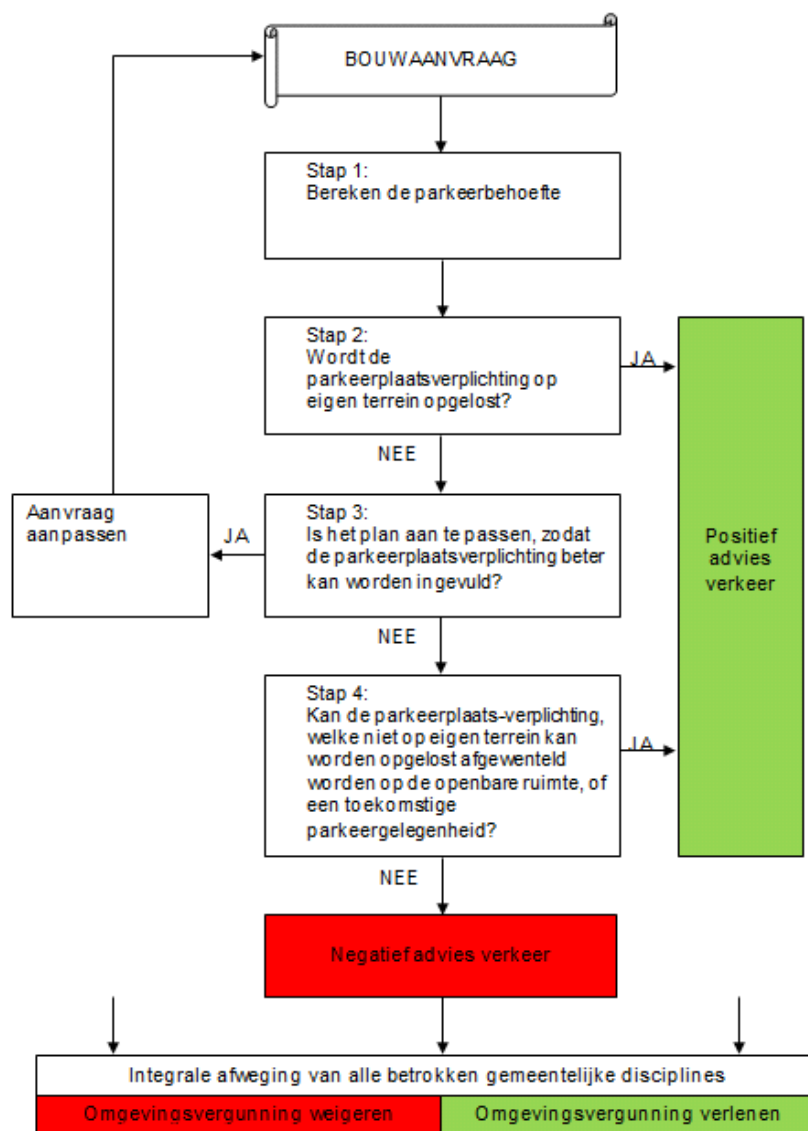 BOUWAANVRAAG
Stap 1:
Bereken de parkeerbehoefte
Stap 2:
Wordt de
parkeerplaatsverplichting op
eigen terrein opgelost?
JA
NEE
Aanvraag
aanpassen
JA
Stap 3:
Is het plan aan te passen, zodat
de parkeerplaatsverplichting beter
kan worden ingevuld?
Positief
advies
verkeer
NEE
Stap 4:
Kan de parkeerplaats-verplichting,
welke niet op eigen terrein kan
worden opgelost afgewenteld
worden op de openbare ruimte, of
een toekomstige
parkeergelegenheid?
JA
NEE
Negatief advies verkeer
Integrale afweging van alle betrokken gemeentelijke disciplines
Omgevingsvergunning weigeren
Omgevingsvergunning verlenen